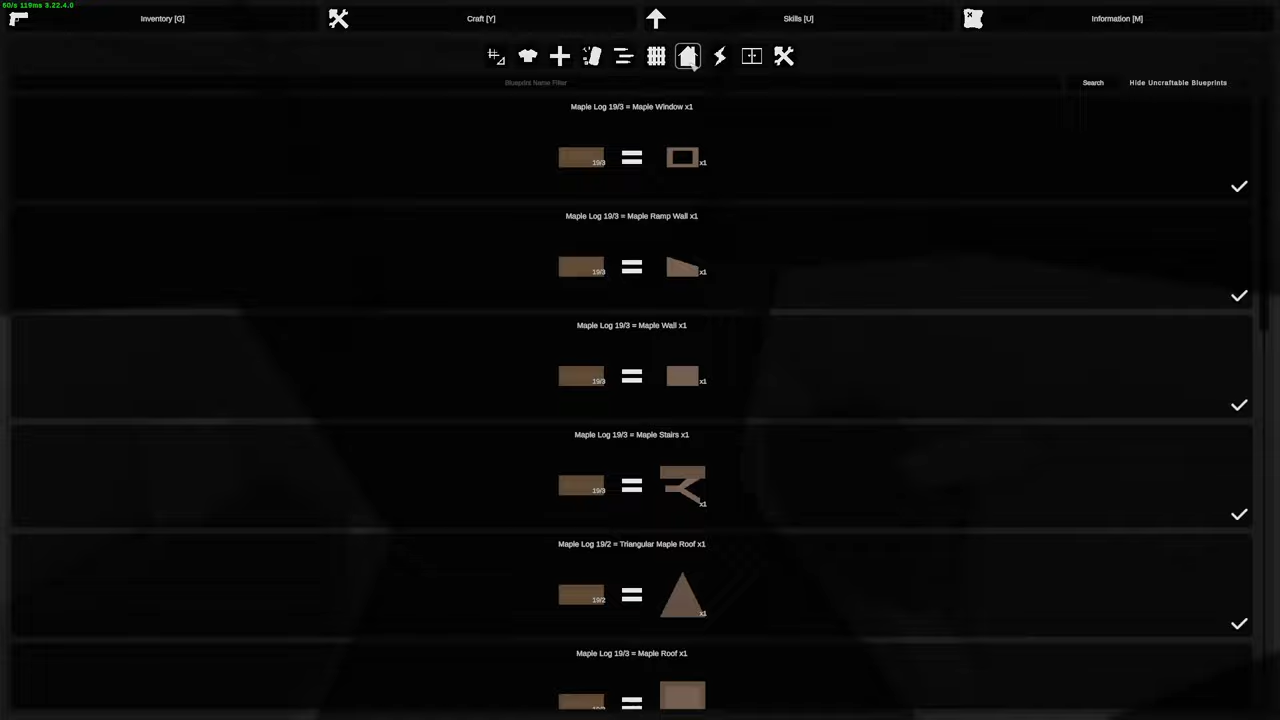 60/s 119ms 3.22.4.0
Inventory [G]
Craft [Y]
Skills [U]
Information [M]
Blueprint Name Filter
Search
Hide Uncraftable Blueprints
Maple Log 19/3 = Maple Window x1
19/3
x1
Maple Log 19/3 = Maple Ramp Wall x1
19/3
x1
Maple Log 19/3 = Maple Wall x1
19/3
x1
Maple Log 19/3 = Maple Stairs x1
19/3
x1
Maple Log 19/2 = Triangular Maple Roof x1
19/2
x1
Maple Log 19/3 = Maple Roof x1
19/3